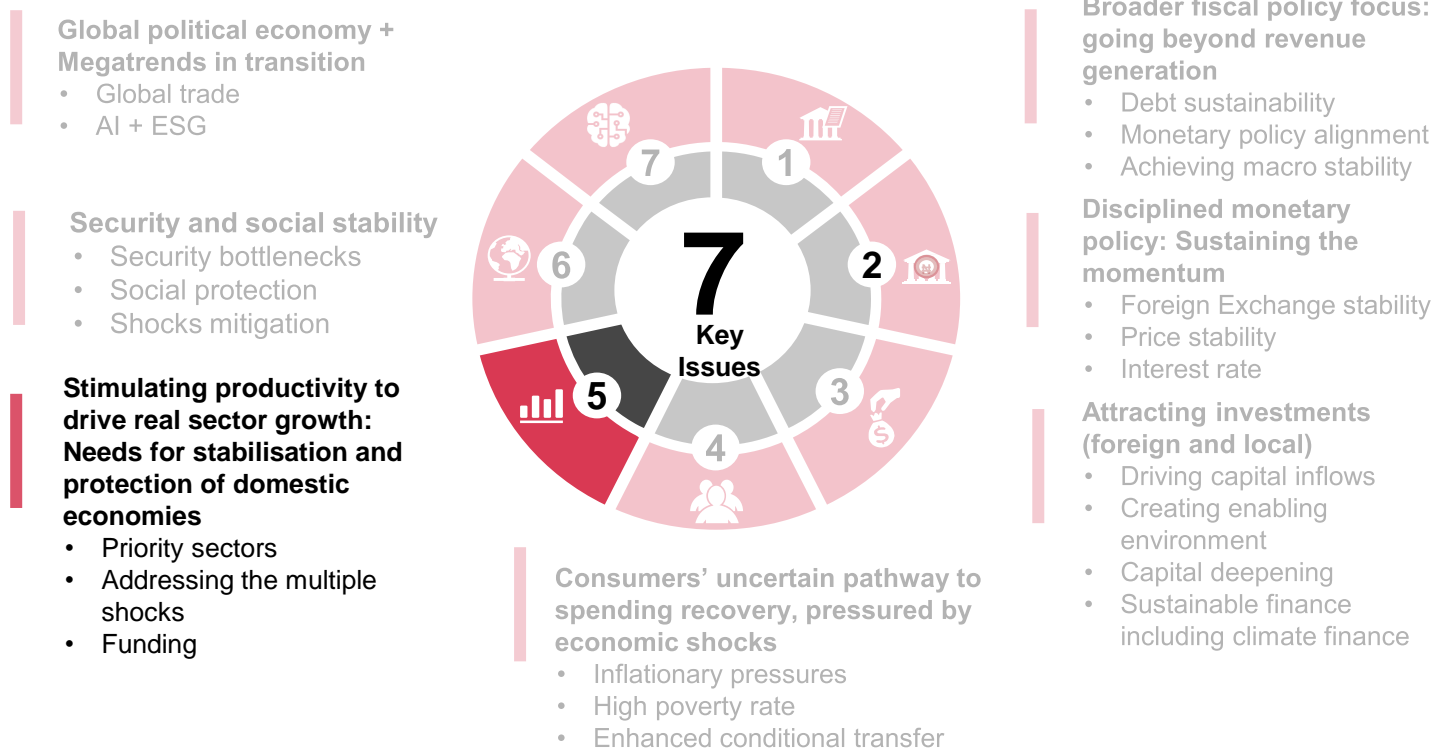 Global political economy +
Megatrends in transition
• Global trade
• AI + ESG
Security and social stability
• Security bottlenecks
• Social protection
• Shocks mitigation
Stimulating productivity to
drive real sector growth:
Needs for stabilisation and
protection of domestic
economies
• Priority sectors
• Addressing the multiple
shocks
• Funding
7
1
6
2
5
3
4
7
Key
Issues
$
Consumers’ uncertain pathway to
spending recovery, pressured by
economic shocks
• Inflationary pressures
• High poverty rate
• Enhanced conditional transfer
Broader fiscal policy focus:
going beyond revenue
generation
• Debt sustainability
• Monetary policy alignment
• Achieving macro stability
Disciplined monetary
policy: Sustaining the
momentum
• Foreign Exchange stability
• Price stability
• Interest rate
Attracting investments
(foreign and local)
• Driving capital inflows
• Creating enabling
environment
• Capital deepening
• Sustainable finance
including climate finance